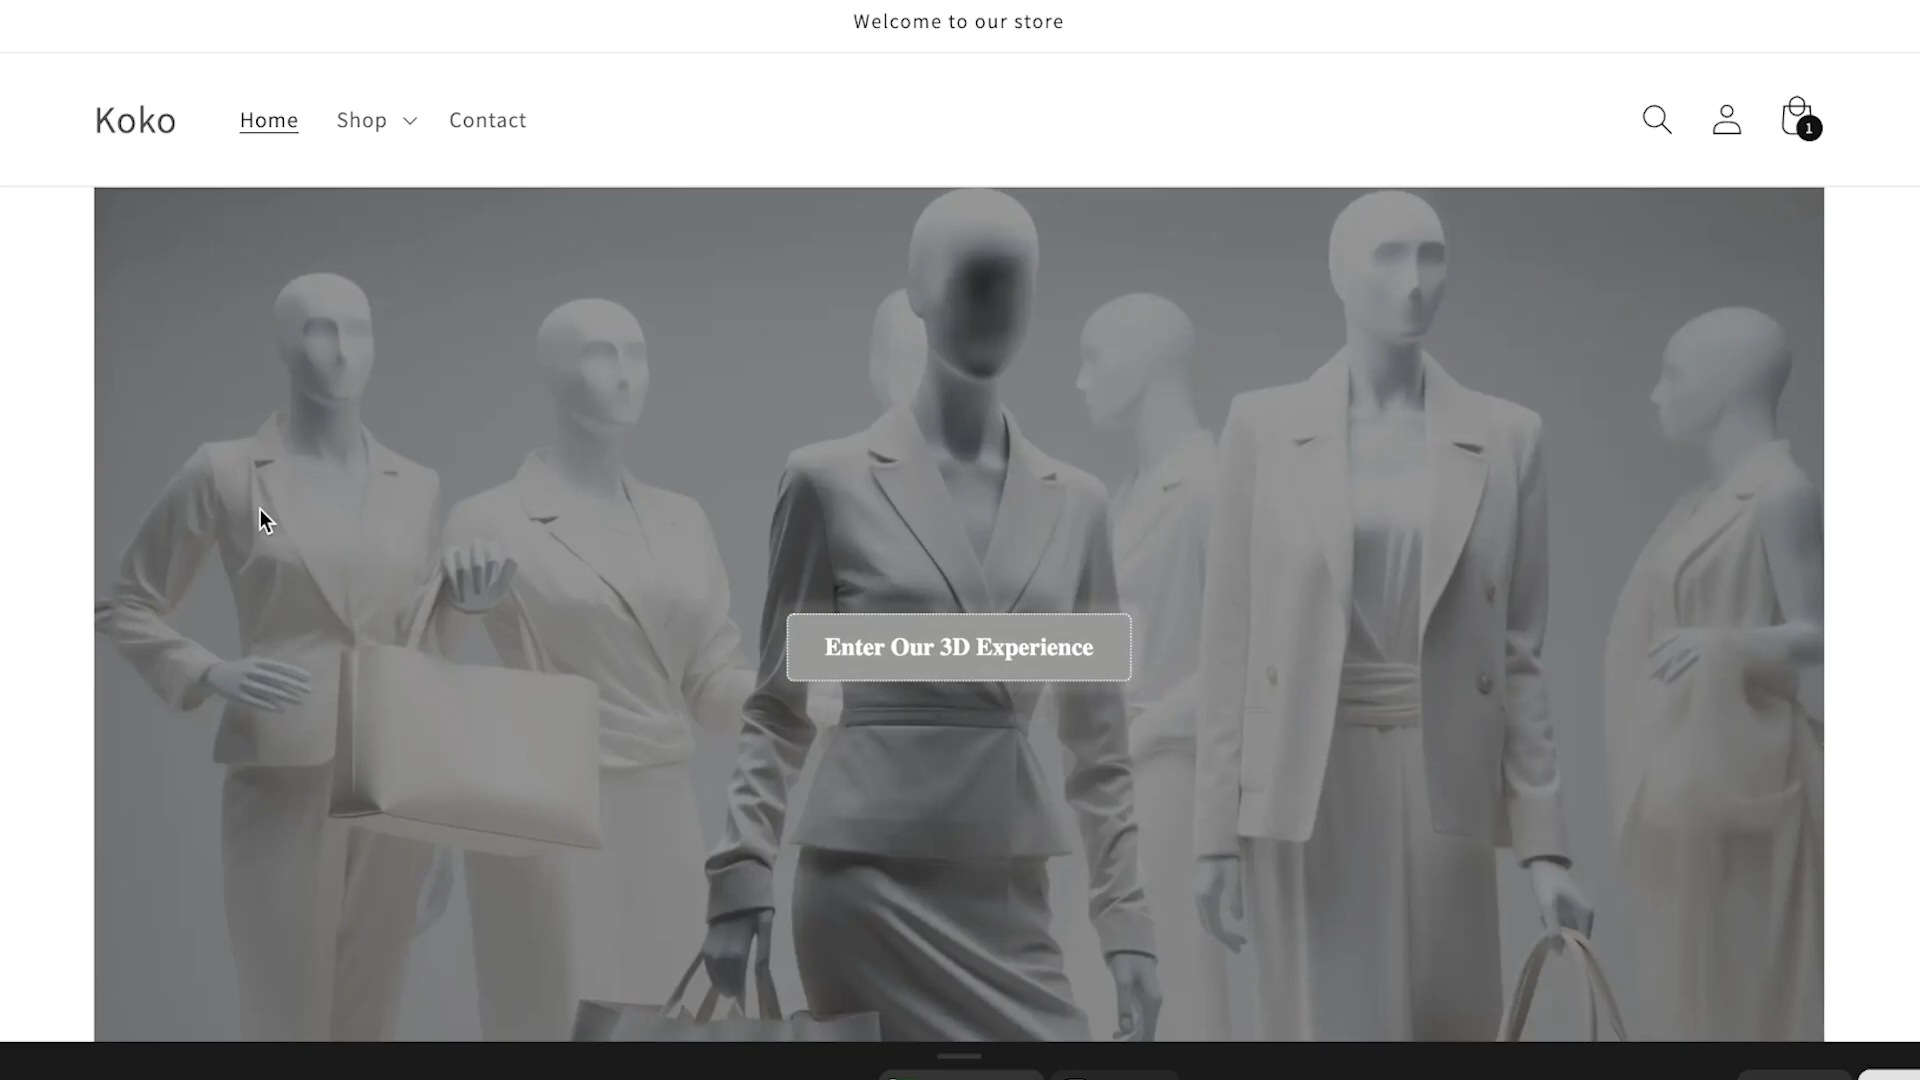 Welcome to our store
Koko
Home
Shop
Contact
1
Enter Our 3D Experience